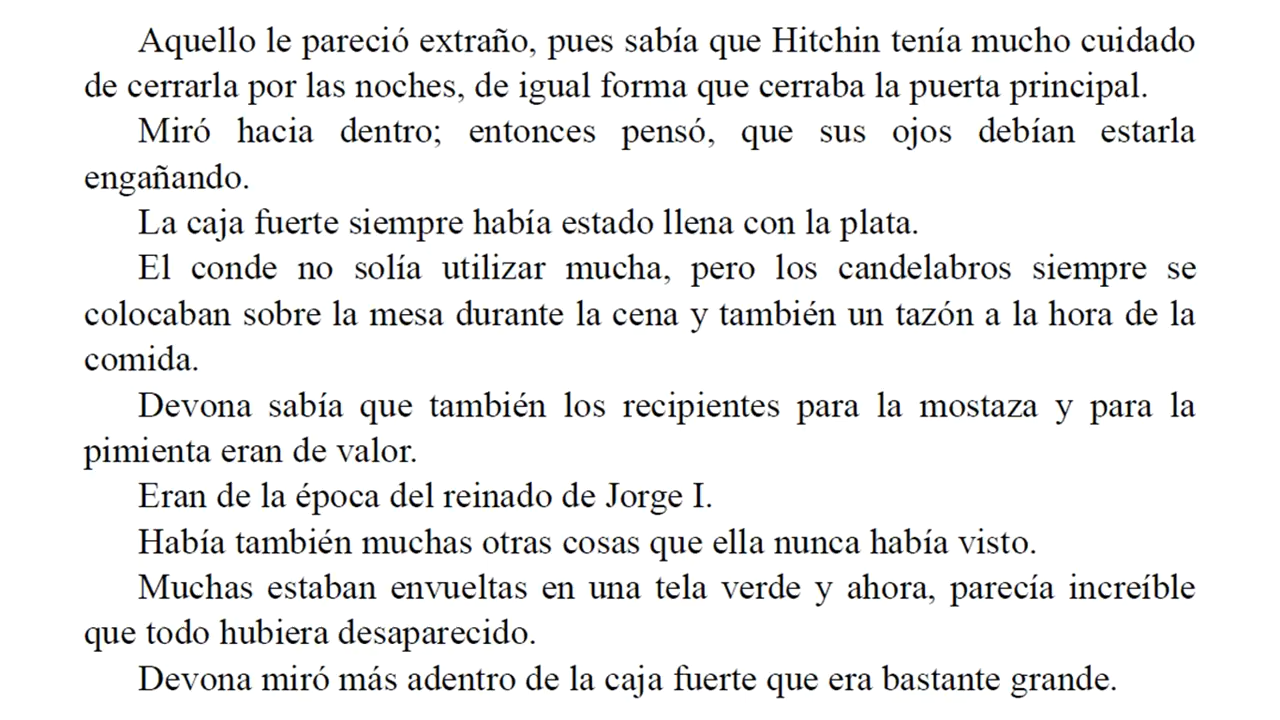 Aquello le pareció extraño, pues sabía que Hitchin tenía mucho cuidado
de cerrarla por las noches, de igual forma que cerraba la puerta principal.
Miró hacia dentro; entonces pensó, que sus ojos debían estarla
engañando.
La caja fuerte siempre había estado llena con la plata.
El conde no solía utilizar mucha, pero los candelabros siempre se
colocaban sobre la mesa durante la cena y también un tazón a la hora de la
comida.
Devona sabía que también los recipientes para la mostaza y para la
pimienta eran de valor.
Eran de la época del reinado de Jorge I.
Había también muchas otras cosas que ella nunca había visto.
Muchas estaban envueltas en una tela verde y ahora, parecía increíble
que todo hubiera desaparecido.
Devona miró más adentro de la caja fuerte que era bastante grande.